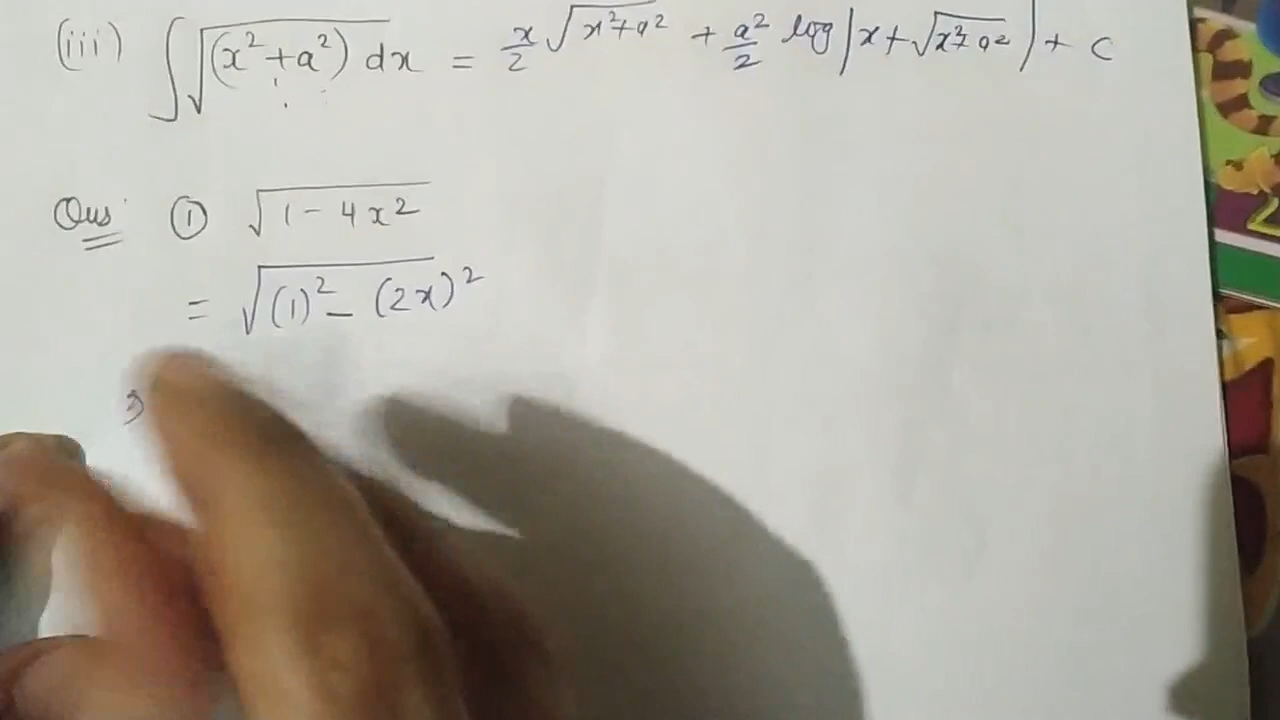 (iii) ∫√(x²+a²) dx = x/2 √x²+a² + a²/2 log|x+√x²+a²| + c
Qus: ① √1-4x²
= √(1)² - (2x)²